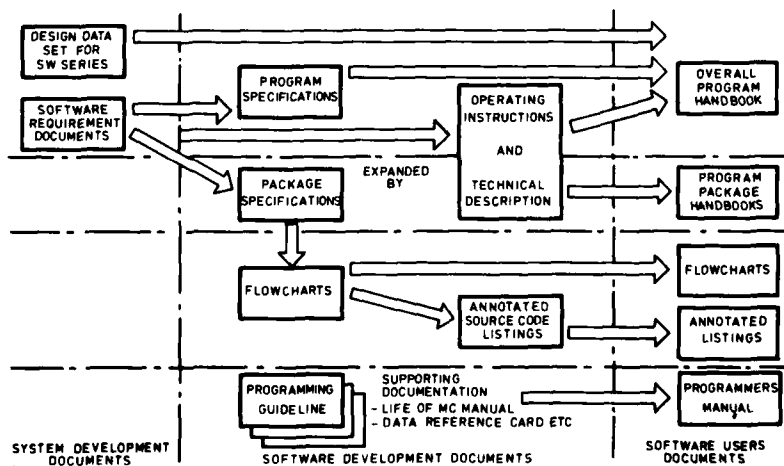 DESIGN DATA
SET FOR
SW SERIES
SOFTWARE
REQUIREMENT
DOCUMENTS
PROGRAM
SPECIFICATIONS
OPERATING
INSTRUCTIONS
AND
TECHNICAL
DESCRIPTION
OVERALL
PROGRAM
HANDBOOK
PACKAGE
SPECIFICATIONS
EXPANDED
BY
PROGRAM
PACKAGE
HANDBOOKS
FLOWCHARTS
FLOWCHARTS
ANNOTATED
SOURCE CODE
LISTINGS
ANNOTATED
LISTINGS
PROGRAMMING
GUIDELINE
SUPPORTING
DOCUMENTATION
- LIFE OF MC MANUAL
- DATA REFERENCE CARD ETC
PROGRAMMERS
MANUAL
SYSTEM DEVELOPMENT
DOCUMENTS
SOFTWARE DEVELOPMENT DOCUMENTS
SOFTWARE USERS
DOCUMENTS